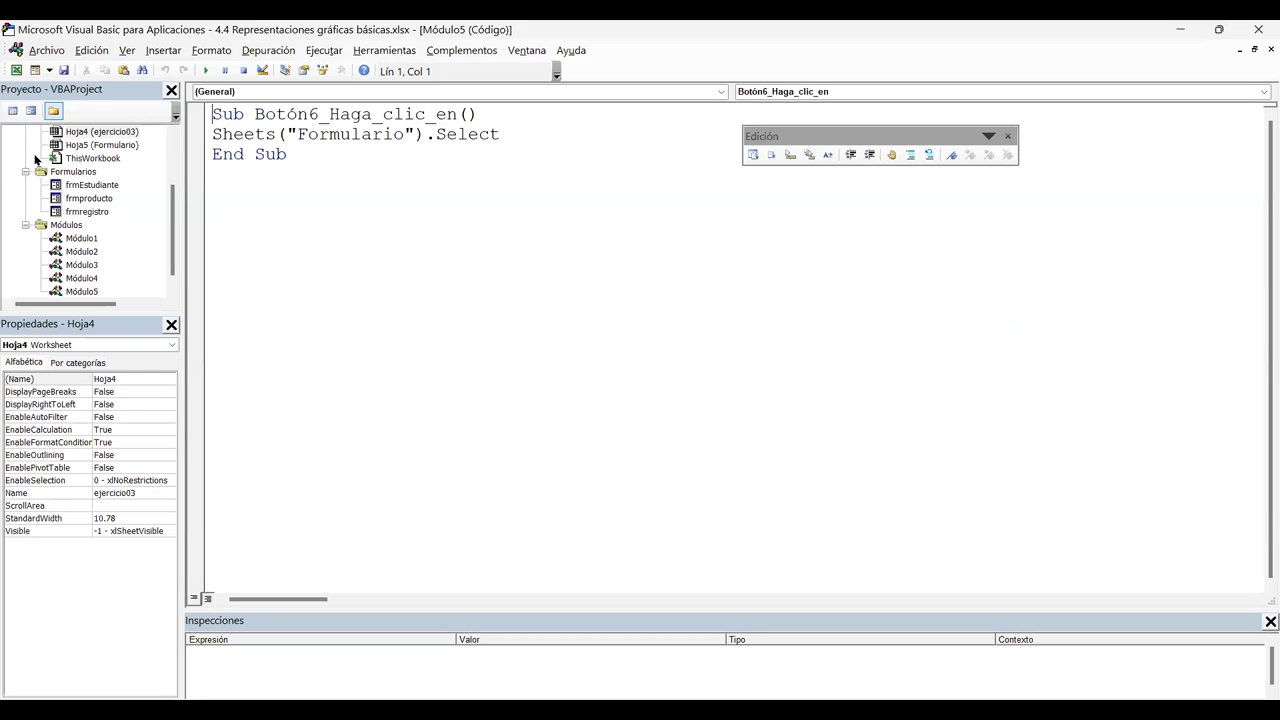 Microsoft Visual Basic para Aplicaciones - 4.4 Representaciones gráficas básicas.xlsx - [Módulo5 (Código)]
Archivo Edición Ver Insertar Formato Depuración Ejecutar Herramientas Complementos Ventana Ayuda
Lín 1, Col 1
Proyecto - VBAProject
Hoja4 (ejercicio03)
Hoja5 (Formulario)
ThisWorkbook
Formularios
frmEstudiante
frmproducto
frmregistro
Módulos
Módulo1
Módulo2
Módulo3
Módulo4
Módulo5
Propiedades - Hoja4
Hoja4 Worksheet
Alfabética Por categorías
(Name) Hoja4
DisplayPageBreaks False
DisplayRightToLeft False
EnableAutoFilter False
EnableCalculation True
EnableFormatCondition True
EnableOutlining False
EnablePivotTable False
EnableSelection 0 - xlNoRestrictions
Name ejercicio03
ScrollArea
StandardWidth 10.78
Visible -1 - xlSheetVisible
(General) Botón6_Haga_clic_en
Sub Botón6_Haga_clic_en()
Sheets("Formulario").Select
End Sub
Edición
Inspecciones
Expresión Valor Tipo Contexto